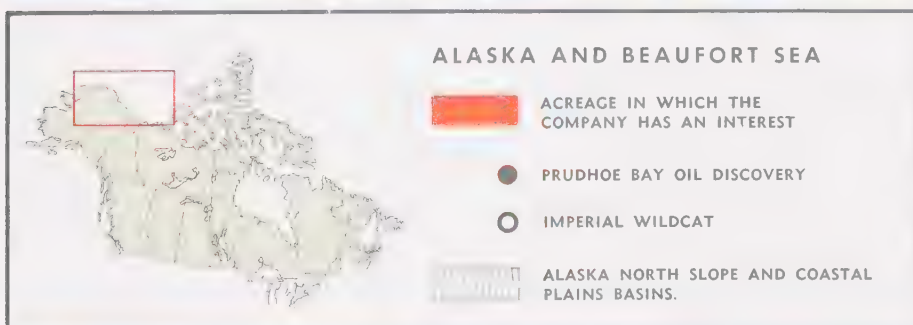 ALASKA AND BEAUFORT SEA
ACREAGE IN WHICH THE
COMPANY HAS AN INTEREST
PRUDHOE BAY OIL DISCOVERY
IMPERIAL WILDCAT
ALASKA NORTH SLOPE AND COASTAL
PLAINS BASINS.